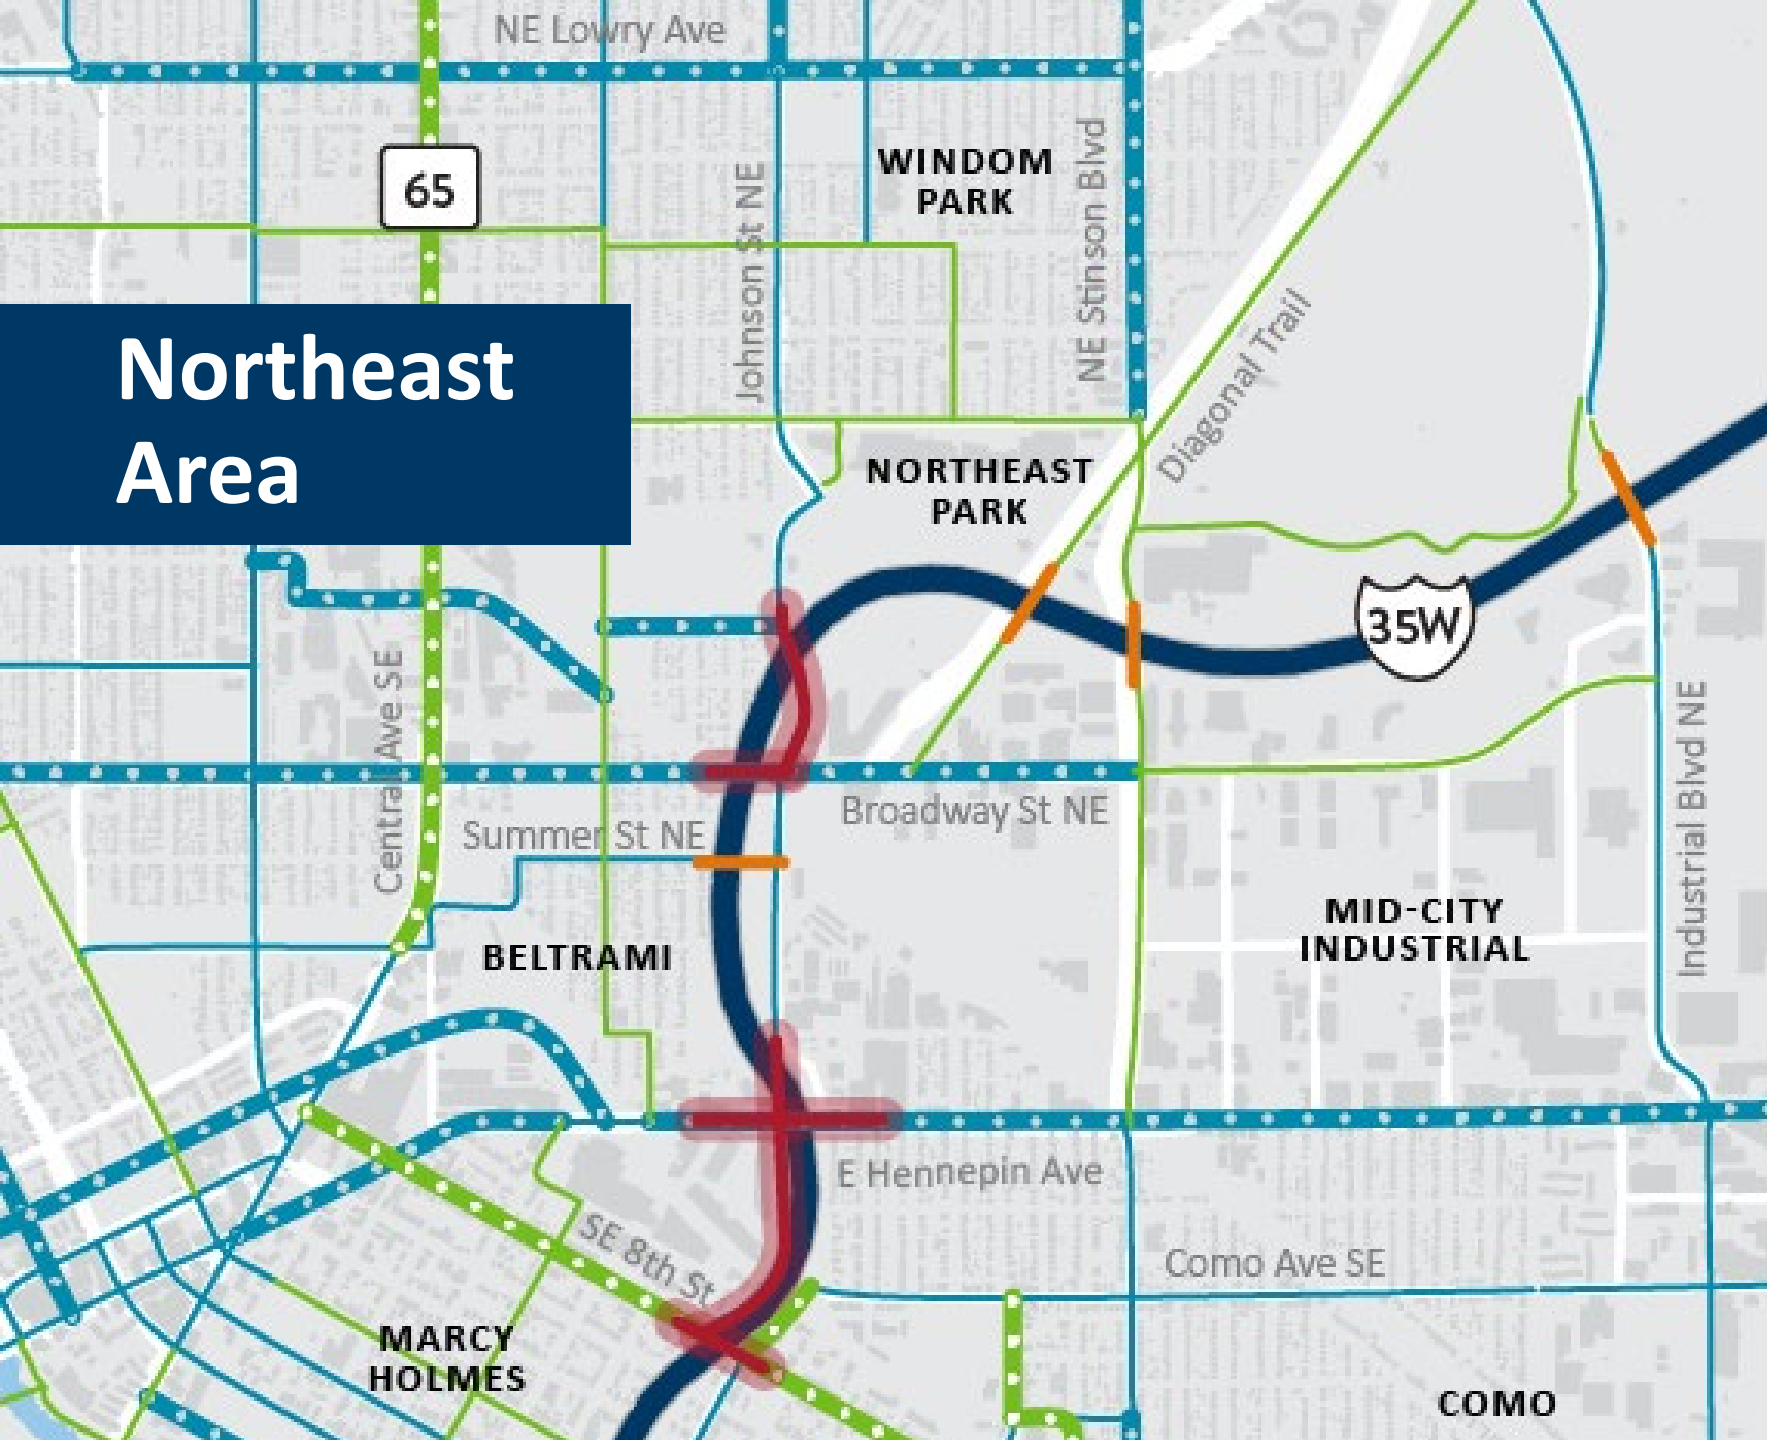 NE Lowry Ave
WINDOM
PARK
65
Johnson St NE
NE Stinson Blvd
Northeast
Area
Diagonal Trail
NORTHEAST
PARK
35W
Central Ave SE
Broadway St NE
Summer St NE
Industrial Blvd NE
MID-CITY
INDUSTRIAL
BELTRAMI
E Hennepin Ave
SE 8th St
Como Ave SE
MARCY
HOLMES
COMO